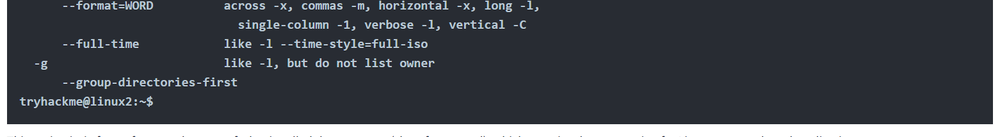 --format=WORD across -x, commas -m, horizontal -x, long -l,
single-column -1, verbose -l, vertical -C
--full-time like -l --time-style=full-iso
-g like -l, but do not list owner
--group-directories-first
tryhackme@linux2:~$